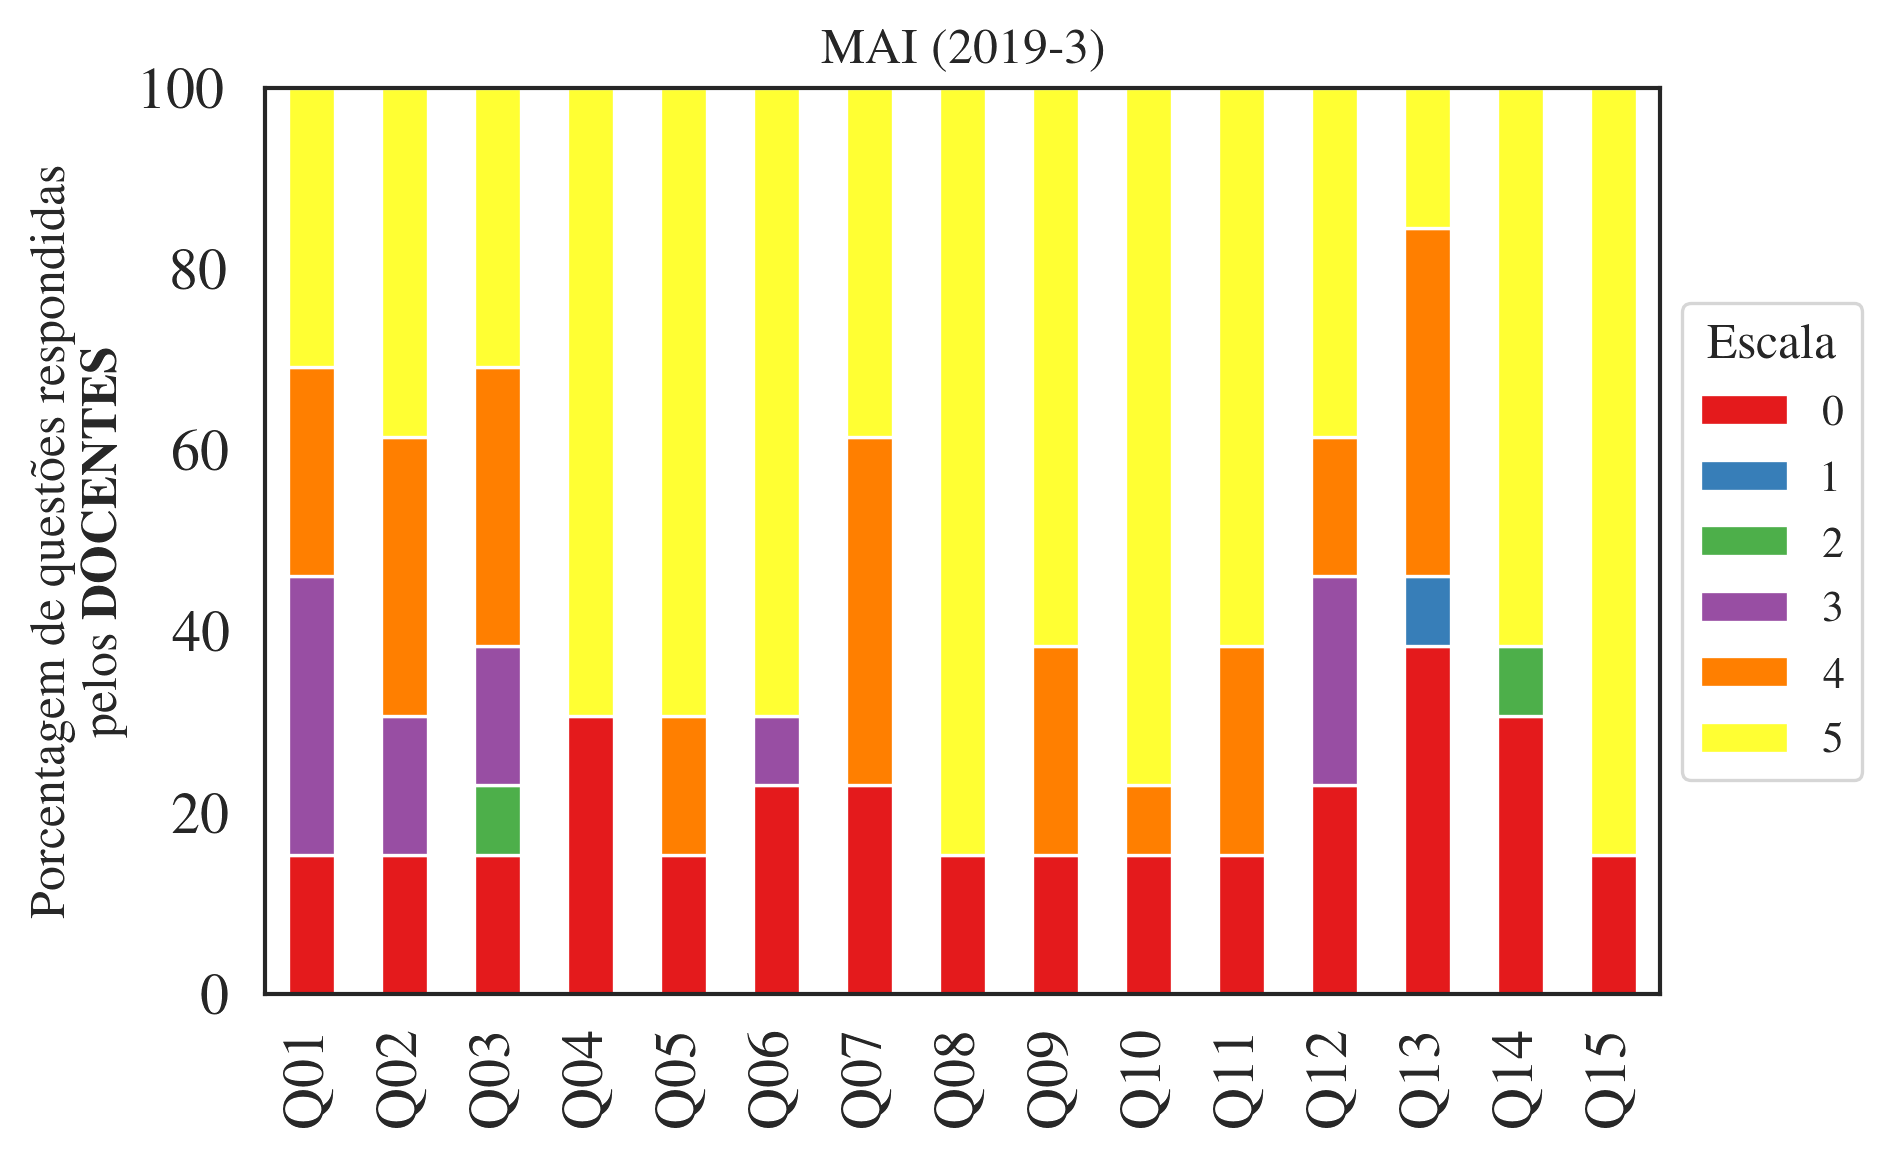 MAI (2019-3)
Porcentagem de questões respondidas
pelos DOCENTES
100
80
60
40
20
0
Q01
Q02
Q03
Q04
Q05
Q06
Q07
Q08
Q09
Q10
Q11
Q12
Q13
Q14
Q15
Escala
0
1
2
3
4
5